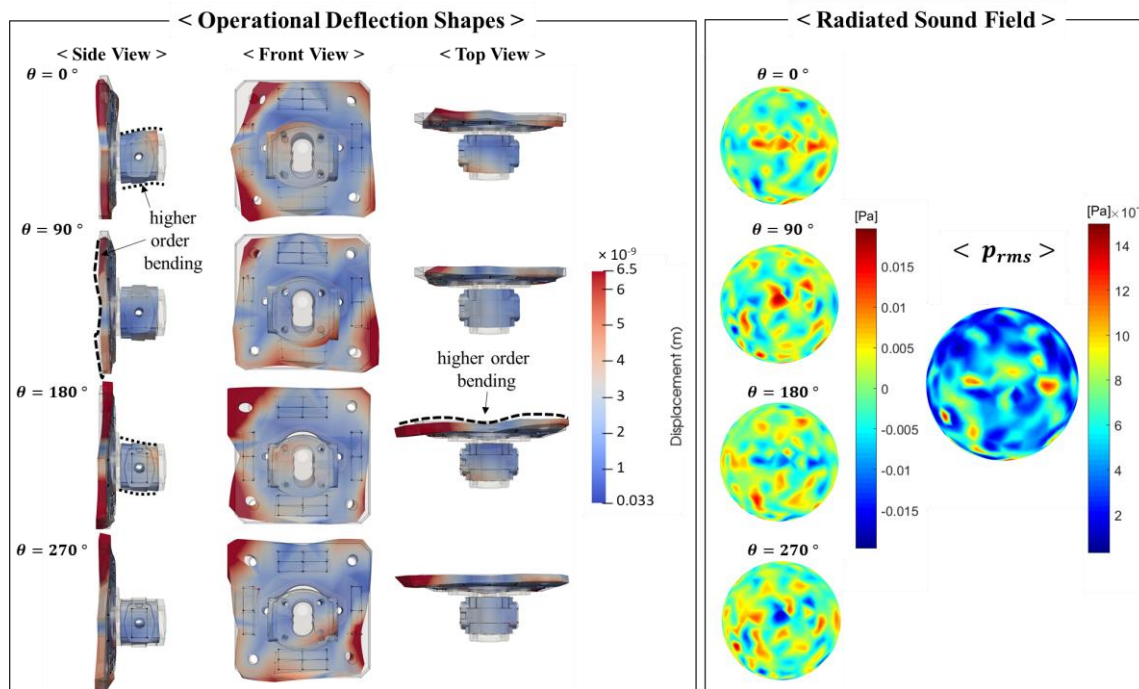 < Operational Deflection Shapes >
< Side View >
< Front View >
< Top View >
θ = 0 °
higher
order
bending
θ = 90 °
higher order
bending
θ = 180 °
θ = 270 °
× 10⁻⁹
6.5
6
5
4
3
2
1
0.033
Displacement (m)
< Radiated Sound Field >
θ = 0 °
θ = 90 °
θ = 180 °
θ = 270 °
[Pa]
0.015
0.01
0.005
0
-0.005
-0.01
-0.015
< p_rms >
[Pa]
14
12
10
8
6
4
2